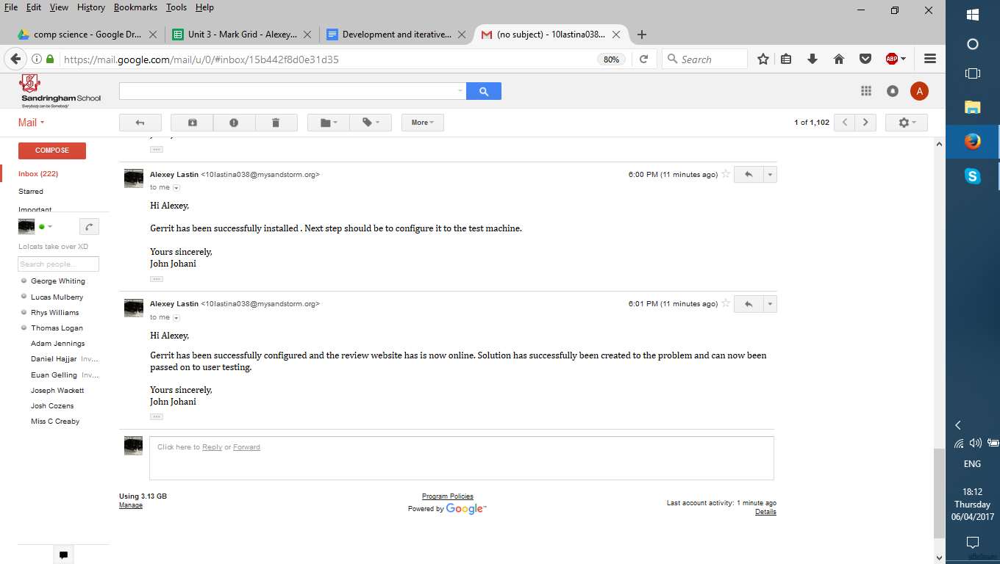 File Edit View History Bookmarks Tools Help
comp science - Google Dr...
Unit 3 - Mark Grid - Alexey...
Development and iterative...
(no subject) - 10lastina038...
https://mail.google.com/mail/u/0/#inbox/15b442f8d0e31d35
80%
Search
ABP
Sandringham School
'Everybody can be Somebody'
A
Mail
More
1 of 1,102
COMPOSE
Inbox (222)
Starred
Important
Lolcats take over XD
Search people...
George Whiting
Lucas Mulberry
Rhys Williams
Thomas Logan
Adam Jennings
Daniel Hajjar Inv...
Euan Gelling Inv...
Joseph Wackett
Josh Cozens
Miss C Creaby
Alexey Lastin <10lastina038@mysandstorm.org>
6:00 PM (11 minutes ago)
to me
Hi Alexey,
Gerrit has been successfully installed . Next step should be to configure it to the test machine.
Yours sincerely,
John Johani
Alexey Lastin <10lastina038@mysandstorm.org>
6:01 PM (11 minutes ago)
to me
Hi Alexey,
Gerrit has been successfully configured and the review website has is now online. Solution has successfully been created to the problem and can now been
passed on to user testing.
Yours sincerely,
John Johani
Click here to Reply or Forward
Using 3.13 GB
Manage
Program Policies
Powered by Google™
Last account activity: 1 minute ago
Details
ENG
18:12
Thursday
06/04/2017